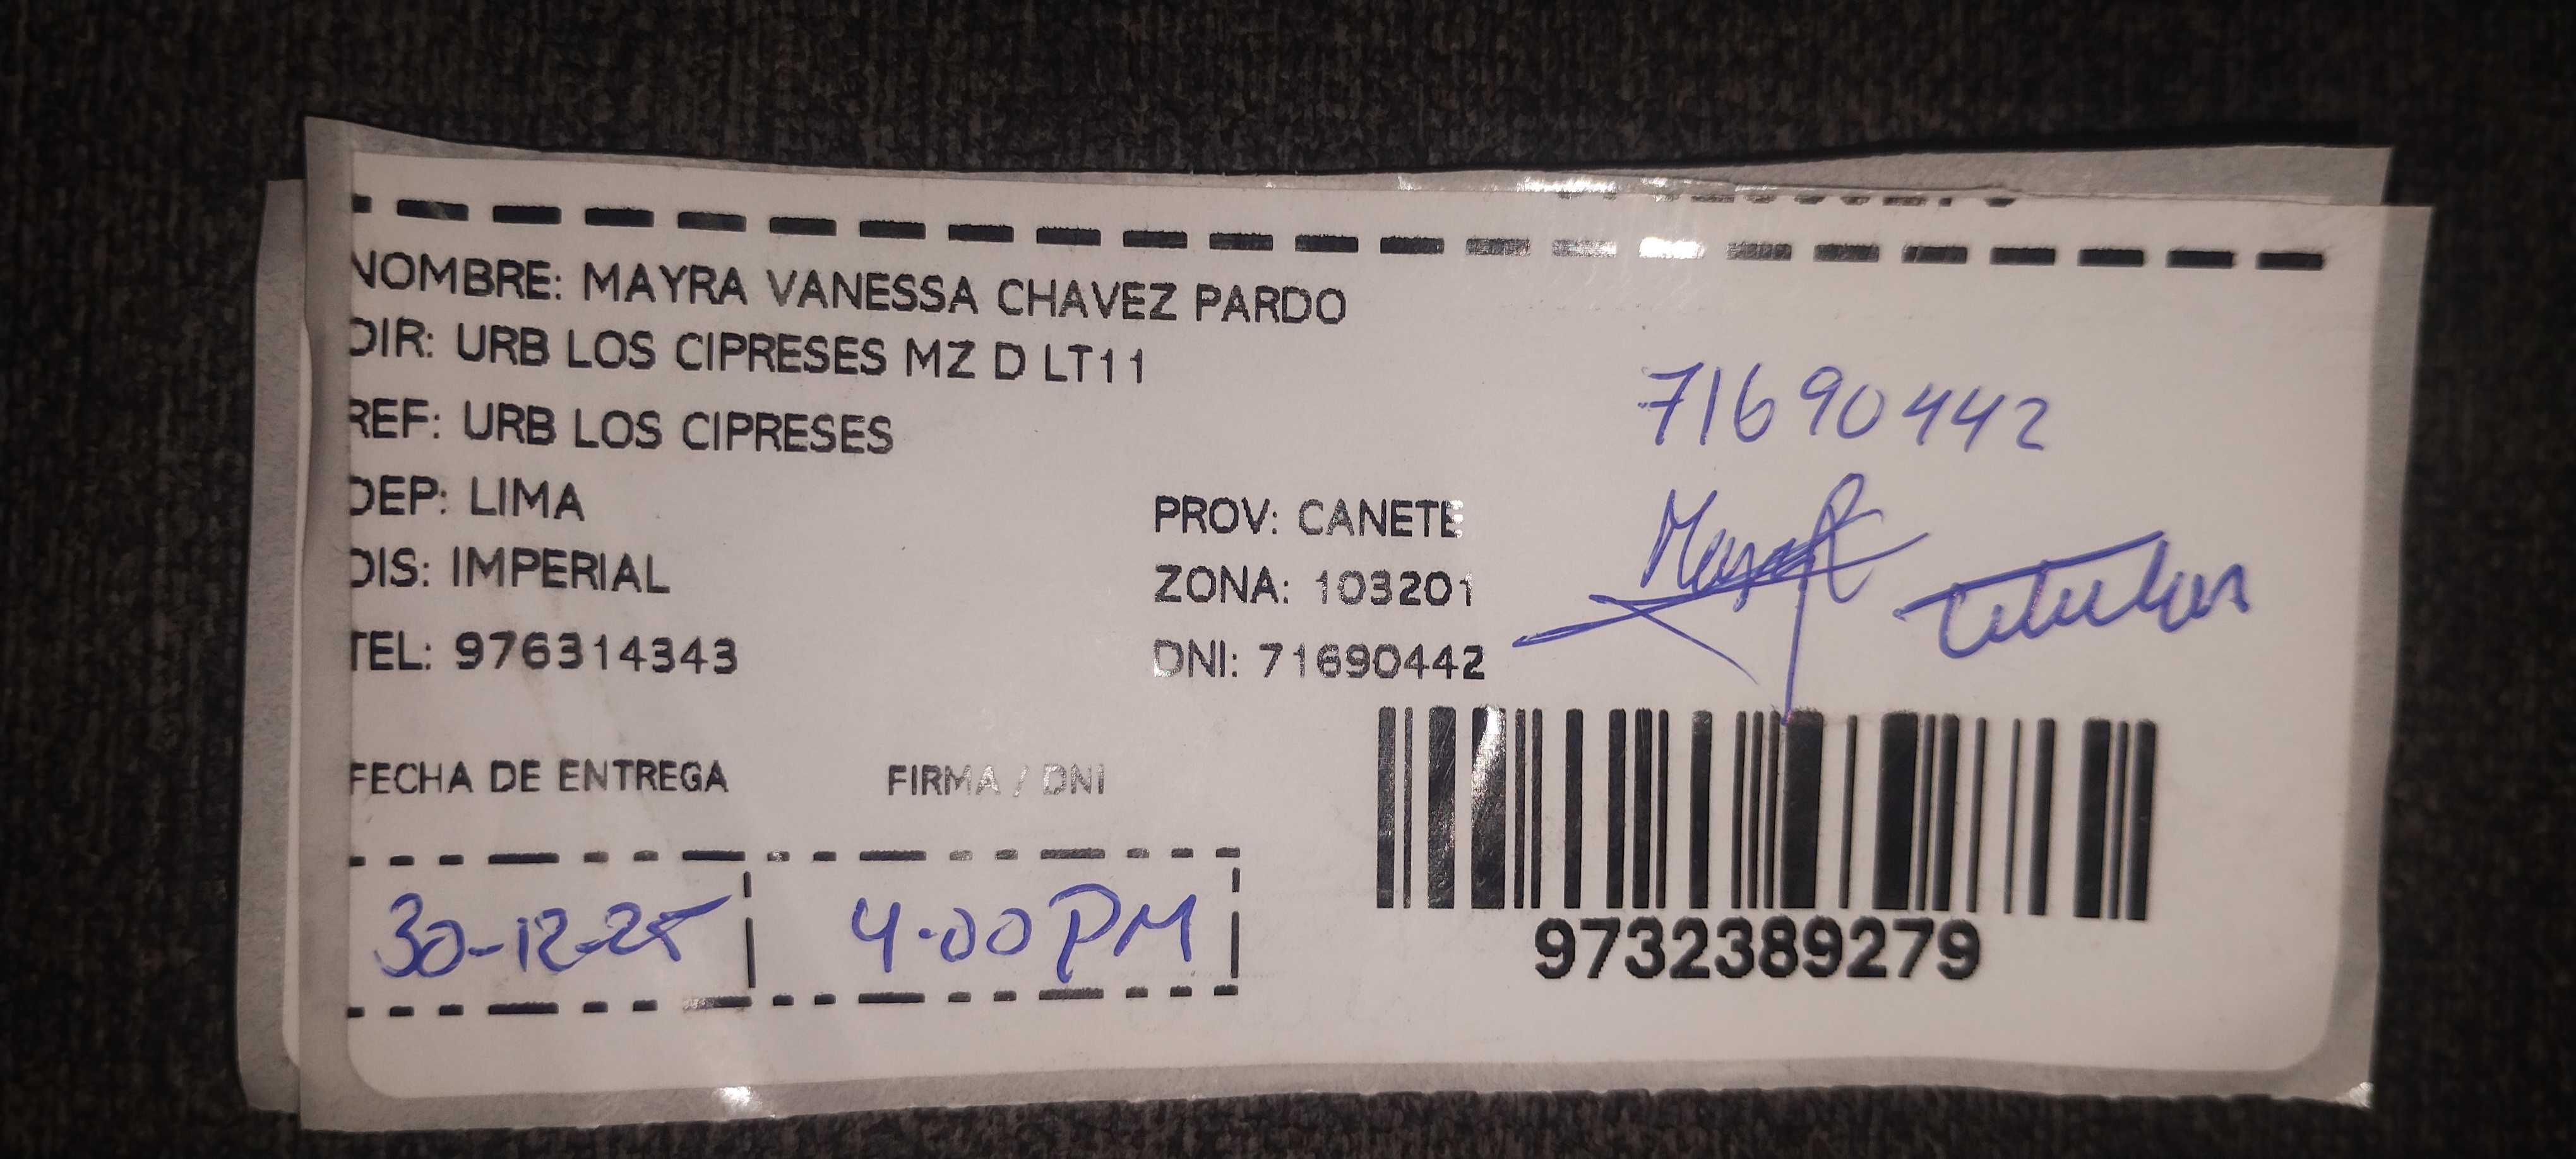 NOMBRE: MAYRA VANESSA CHAVEZ PARDO
DIR: URB LOS CIPRESES MZ D LT11
71690442
REF: URB LOS CIPRESES
DEP: LIMA
PROV: CANETE
DIS: IMPERIAL
ZONA: 103201
Titular
TEL: 976314343
DNI: 71690442
FECHA DE ENTREGA
FIRMA / DNI
30-12-25
4.00 PM
9732389279